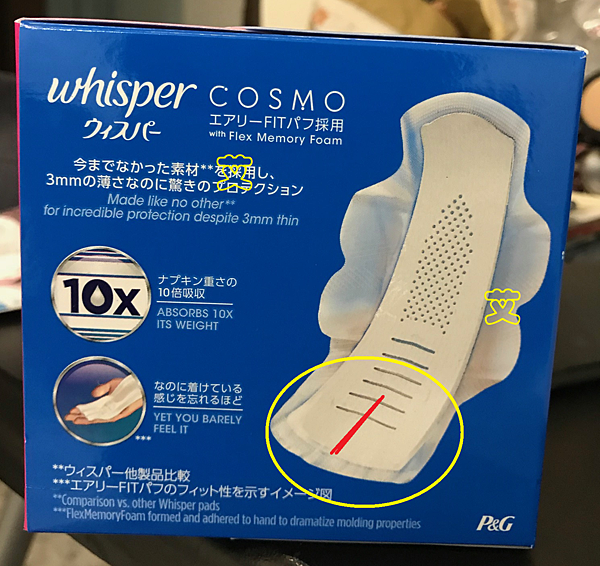 whisper
ウィスパー
COSMO
エアリーFITパフ採用
with Flex Memory Foam
今までなかった素材**を採用し、
3mmの薄さなのに驚きのプロテクション
Made like no other**
for incredible protection despite 3mm thin
10x
ナプキン重さの
10倍吸収
ABSORBS 10X
ITS WEIGHT
なのに着けている
感じを忘れるほど
YET YOU BARELY
FEEL IT
***
**ウィスパー他製品比較
***エアリーFITパフのフィット性を示すイメージ図
**Comparison vs. other Whisper pads
***FlexMemoryFoam formed and adhered to hand to dramatize molding properties
P&G